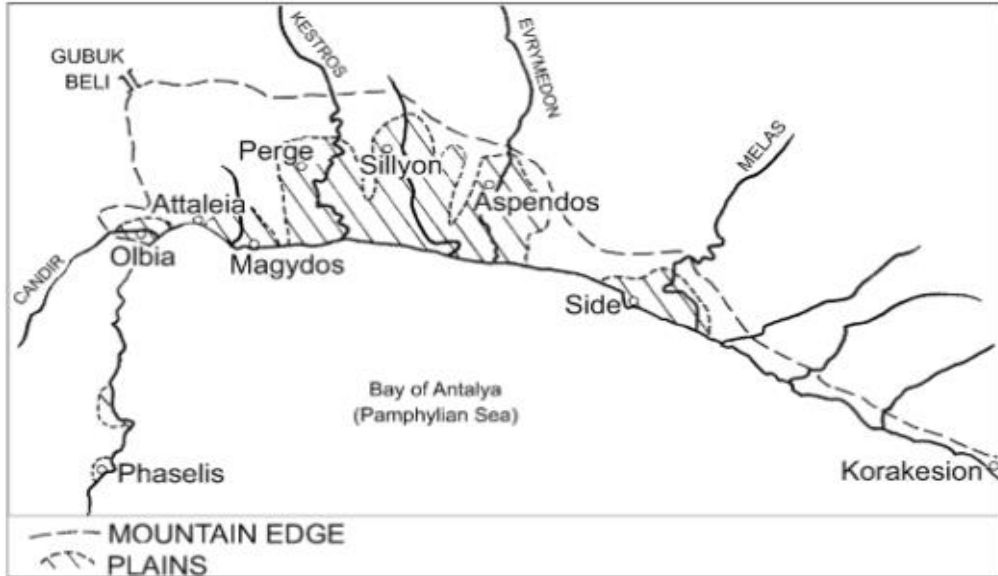 GUBUK
BELI
KESTROS
EVRYMEDON
MELAS
Perge
Sillyon
Aspendos
Attaleia
Olbia
Magydos
CANDIR
Side
Bay of Antalya
(Pamphylian Sea)
Phaselis
Korakesion
MOUNTAIN EDGE
PLAINS